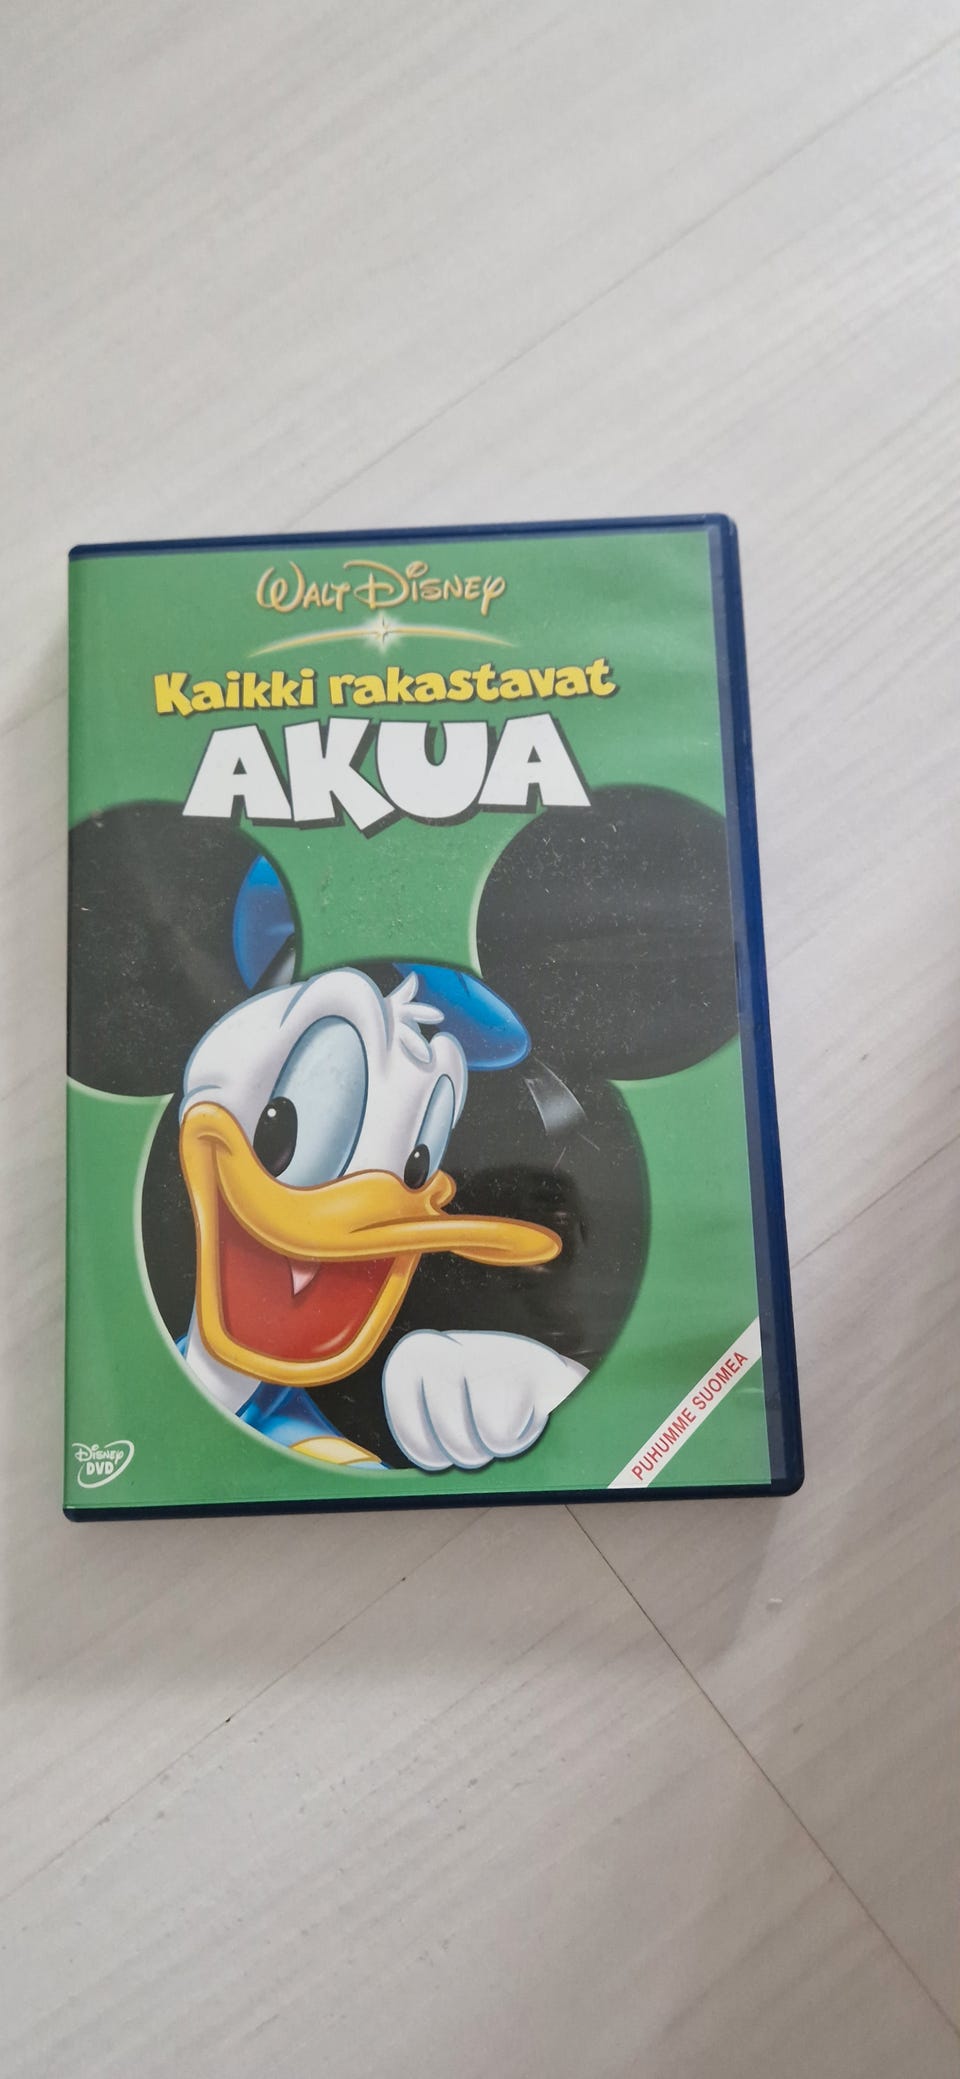 WALT DISNEY
Kaikki rakastavat
AKUA
PUHUMME SUOMEA
DISNEY
DVD